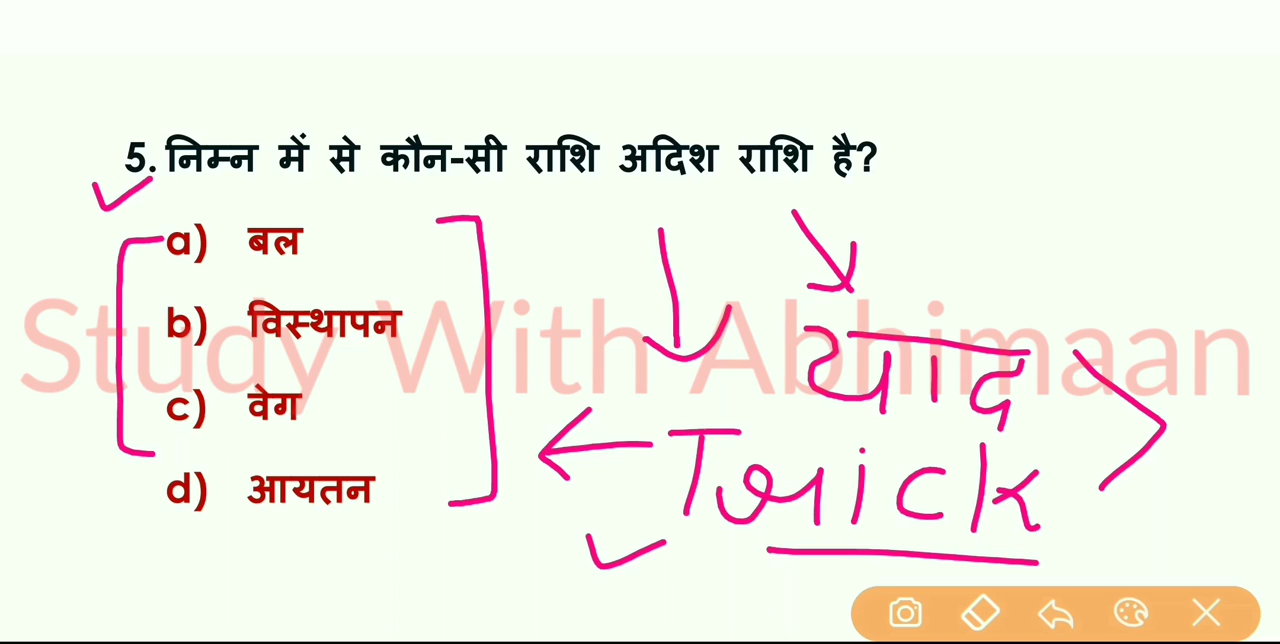 5. निम्न में से कौन-सी राशि अदिश राशि है?
a) बल
b) विस्थापन
c) वेग
d) आयतन
याद
Trick
Study With Abhimaan